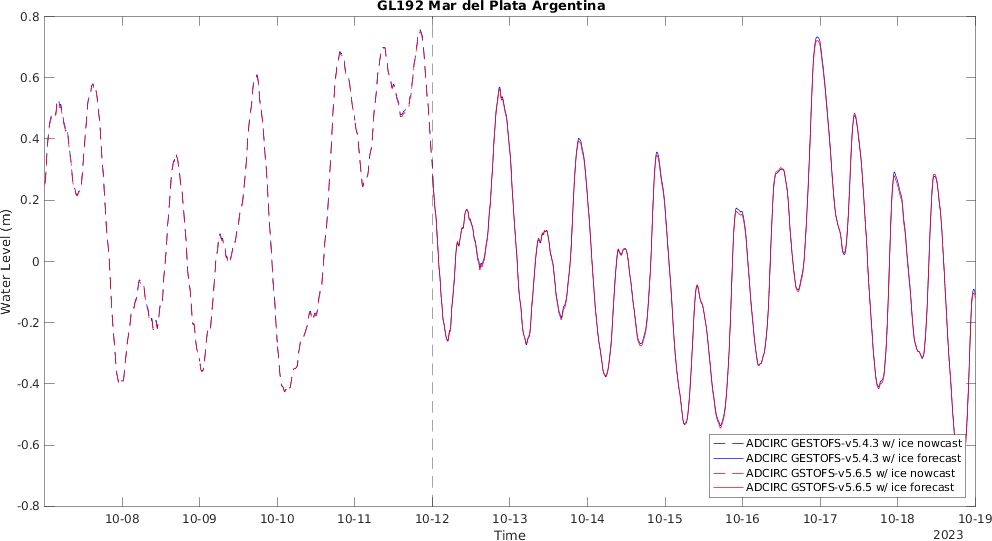 GL192 Mar del Plata Argentina
Water Level (m)
0.8
0.6
0.4
0.2
0
-0.2
-0.4
-0.6
-0.8
ADCIRC GESTOFS-v5.4.3 w/ ice nowcast
ADCIRC GESTOFS-v5.4.3 w/ ice forecast
ADCIRC GSTOFS-v5.6.5 w/ ice nowcast
ADCIRC GSTOFS-v5.6.5 w/ ice forecast
10-08 10-09 10-10 10-11 10-12 10-13 10-14 10-15 10-16 10-17 10-18 10-19
Time
2023